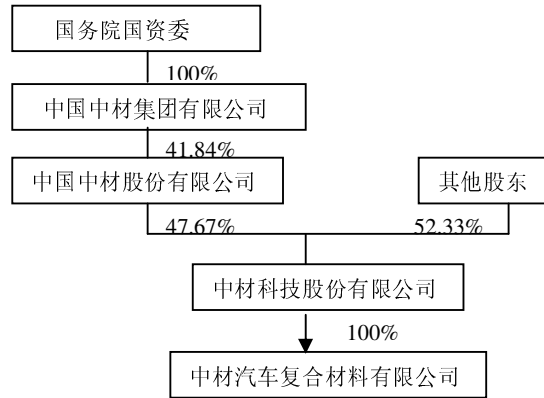 国务院国资委
100%
中国中材集团有限公司
41.84%
中国中材股份有限公司
其他股东
47.67%
52.33%
中材科技股份有限公司
100%
中材汽车复合材料有限公司